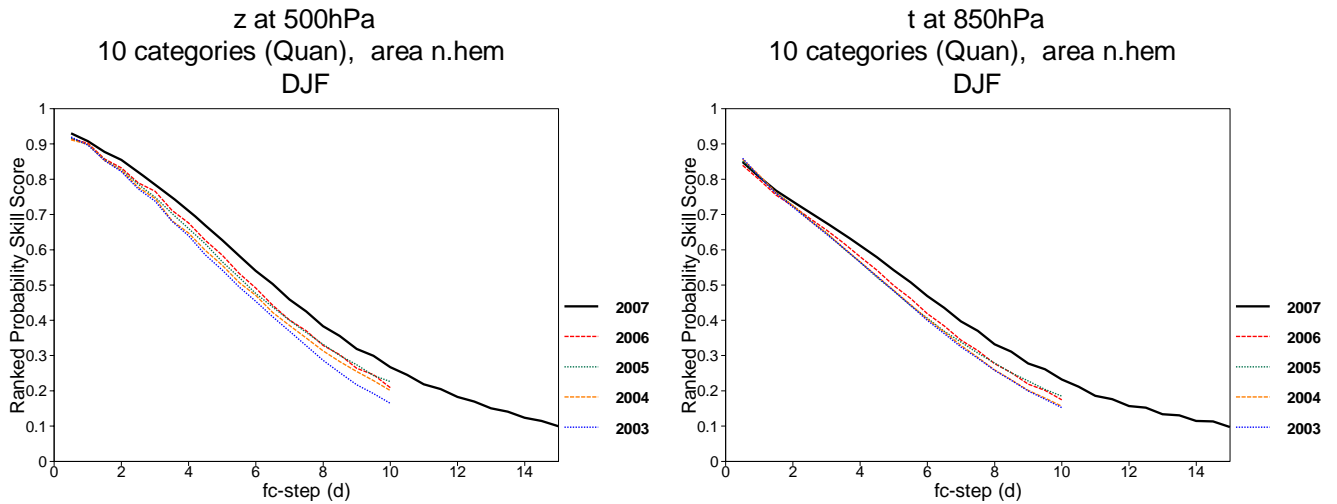 z at 500hPa
10 categories (Quan), area n.hem
DJF
Ranked Probability Skill Score
1
0.9
0.8
0.7
0.6
0.5
0.4
0.3
0.2
0.1
0
0 2 4 6 8 10 12 14
fc-step (d)
2007
2006
2005
2004
2003
t at 850hPa
10 categories (Quan), area n.hem
DJF
Ranked Probability Skill Score
1
0.9
0.8
0.7
0.6
0.5
0.4
0.3
0.2
0.1
0
0 2 4 6 8 10 12 14
fc-step (d)
2007
2006
2005
2004
2003